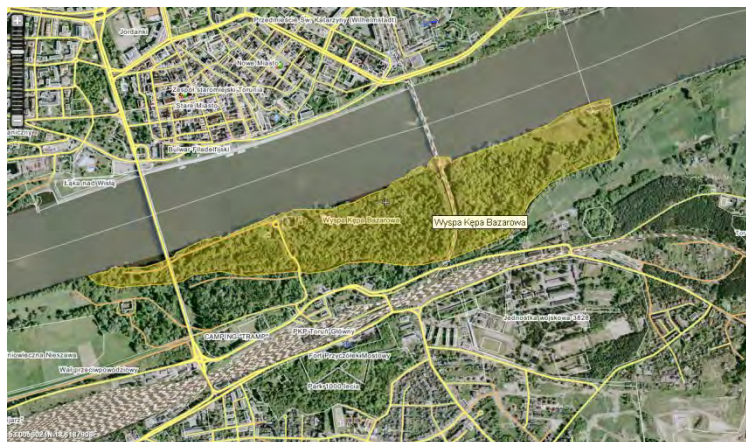 Jordanki
Przedmieście Św. Katarzyny (Wilhelmstadt)
Nowe Miasto
Zespół staromiejski Torunia
Stare Miasto
Bulwar Filadelfijski
Łąka nad Wisłą
Wyspa Kępa Bazarowa
Wyspa Kępa Bazarowa
CAMPING "TRAMP"
PKP Toruń Główny
Jednostka wojskowa 3828
Fort Przyczółek Mostowy
Wał przeciwpowodziowy
Park 1000-lecia